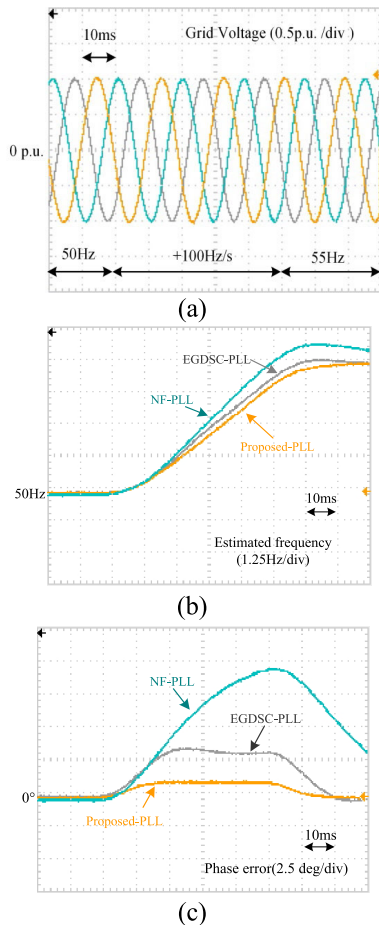 10ms
Grid Voltage (0.5p.u. /div )
0 p.u.
50Hz
+100Hz/s
55Hz
(a)
EGDSC-PLL
NF-PLL
Proposed-PLL
50Hz
10ms
Estimated frequency
(1.25Hz/div)
(b)
NF-PLL
EGDSC-PLL
0°
Proposed-PLL
10ms
Phase error(2.5 deg/div)
(c)